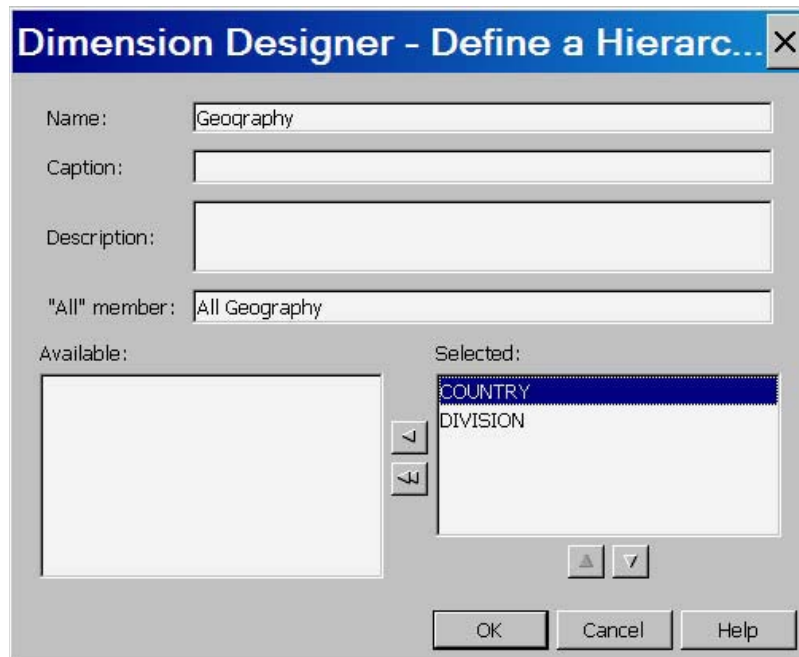 Dimension Designer - Define a Hierarc...
Name: Geography
Caption:
Description:
"All" member: All Geography
Available: Selected:
COUNTRY
DIVISION
OK Cancel Help